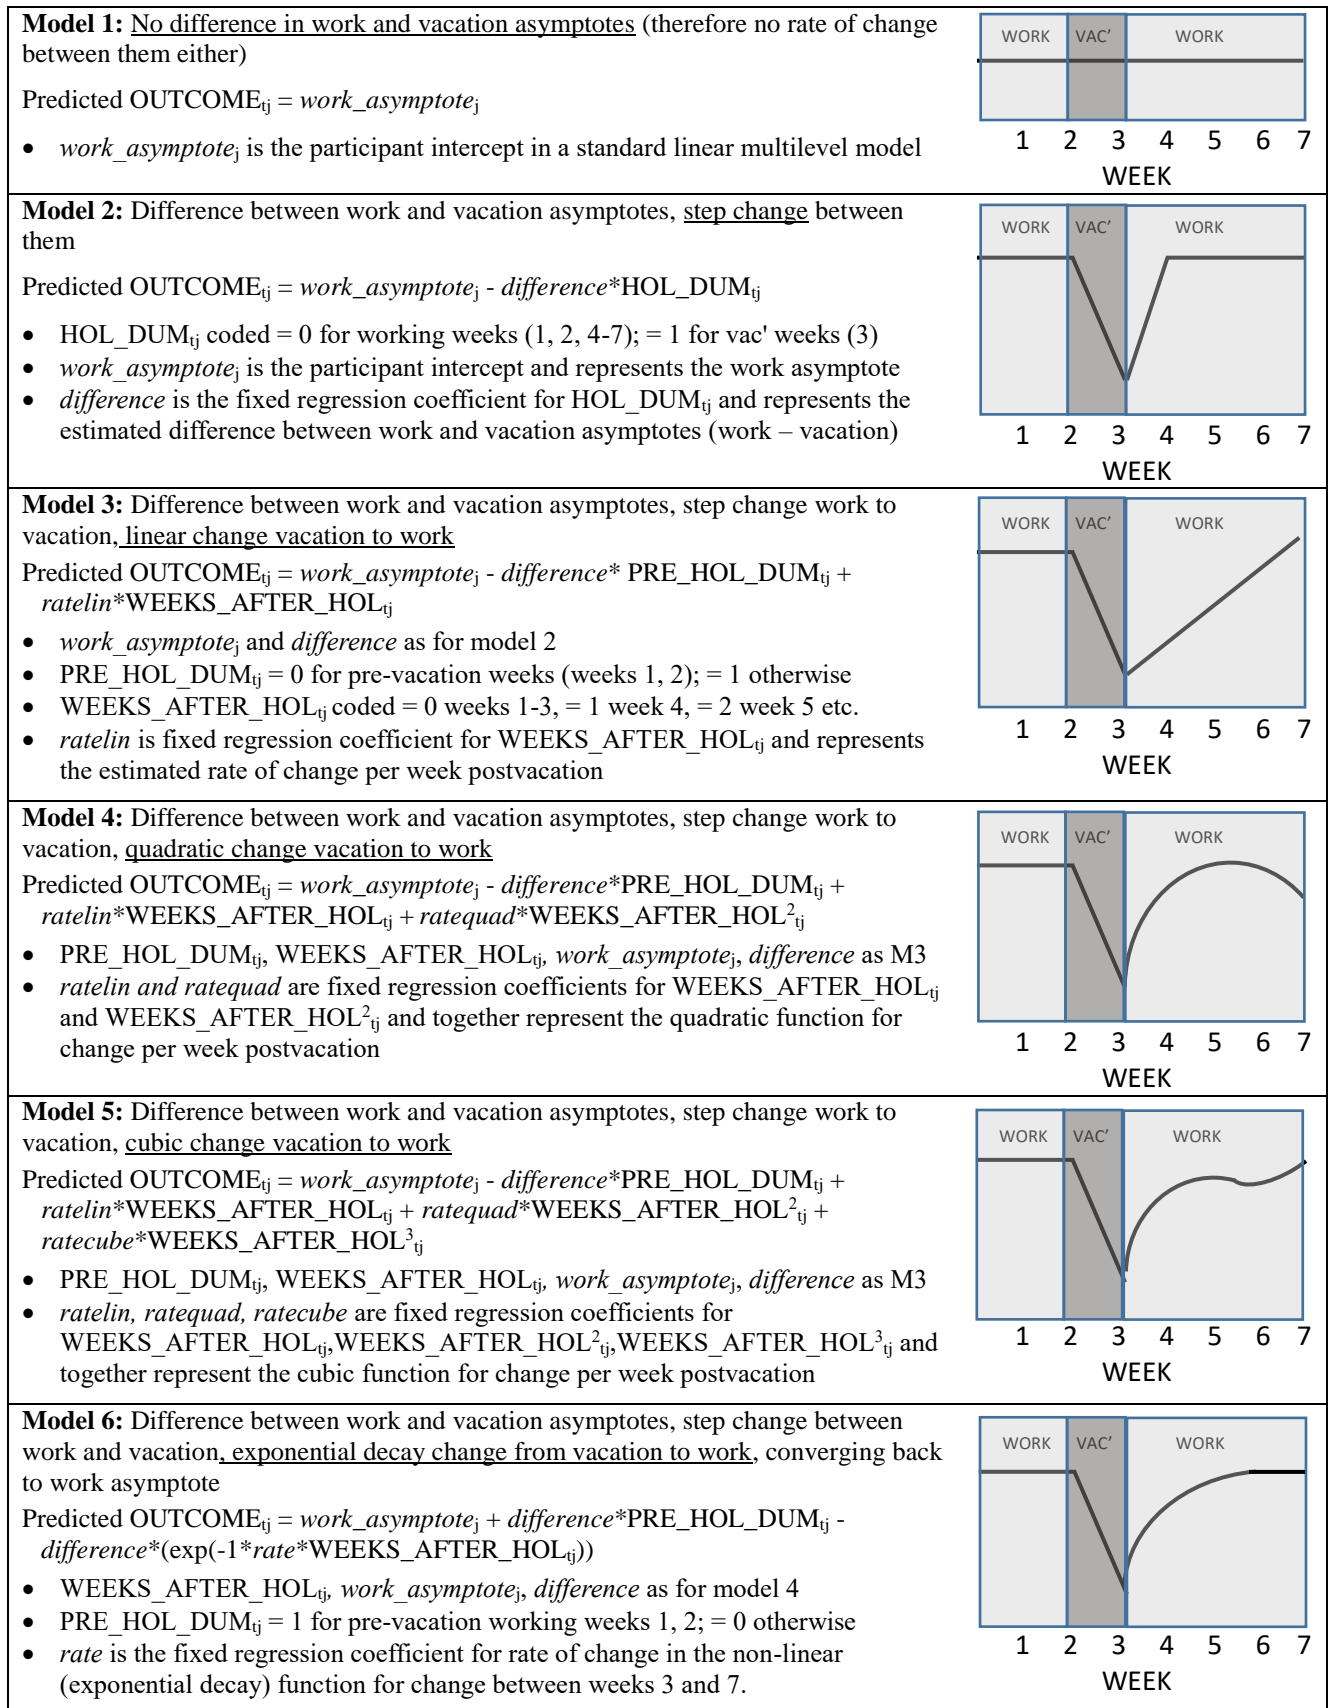 Model 1: No difference in work and vacation asymptotes (therefore no rate of change
between them either)
Predicted OUTCOMEtj = work_asymptotej
• work_asymptotej is the participant intercept in a standard linear multilevel model
WORK VAC' WORK
1 2 3 4 5 6 7
WEEK
Model 2: Difference between work and vacation asymptotes, step change between
them
Predicted OUTCOMEtj = work_asymptotej - difference*HOL_DUMtj
• HOL_DUMtj coded = 0 for working weeks (1, 2, 4-7); = 1 for vac' weeks (3)
• work_asymptotej is the participant intercept and represents the work asymptote
• difference is the fixed regression coefficient for HOL_DUMtj and represents the
estimated difference between work and vacation asymptotes (work – vacation)
WORK VAC' WORK
1 2 3 4 5 6 7
WEEK
Model 3: Difference between work and vacation asymptotes, step change work to
vacation, linear change vacation to work
Predicted OUTCOMEtj = work_asymptotej - difference* PRE_HOL_DUMtj +
ratelin*WEEKS_AFTER_HOLtj
• work_asymptotej and difference as for model 2
• PRE_HOL_DUMtj = 0 for pre-vacation weeks (weeks 1, 2); = 1 otherwise
• WEEKS_AFTER_HOLtj coded = 0 weeks 1-3, = 1 week 4, = 2 week 5 etc.
• ratelin is fixed regression coefficient for WEEKS_AFTER_HOLtj and represents
the estimated rate of change per week postvacation
WORK VAC' WORK
1 2 3 4 5 6 7
WEEK
Model 4: Difference between work and vacation asymptotes, step change work to
vacation, quadratic change vacation to work
Predicted OUTCOMEtj = work_asymptotej - difference*PRE_HOL_DUMtj +
ratelin*WEEKS_AFTER_HOLtj + ratequad*WEEKS_AFTER_HOL²tj
• PRE_HOL_DUMtj, WEEKS_AFTER_HOLtj, work_asymptotej, difference as M3
• ratelin and ratequad are fixed regression coefficients for WEEKS_AFTER_HOLtj
and WEEKS_AFTER_HOL²tj and together represent the quadratic function for
change per week postvacation
WORK VAC' WORK
1 2 3 4 5 6 7
WEEK
Model 5: Difference between work and vacation asymptotes, step change work to
vacation, cubic change vacation to work
Predicted OUTCOMEtj = work_asymptotej - difference*PRE_HOL_DUMtj +
ratelin*WEEKS_AFTER_HOLtj + ratequad*WEEKS_AFTER_HOL²tj +
ratecube*WEEKS_AFTER_HOL³tj
• PRE_HOL_DUMtj, WEEKS_AFTER_HOLtj, work_asymptotej, difference as M3
• ratelin, ratequad, ratecube are fixed regression coefficients for
WEEKS_AFTER_HOLtj,WEEKS_AFTER_HOL²tj,WEEKS_AFTER_HOL³tj and
together represent the cubic function for change per week postvacation
WORK VAC' WORK
1 2 3 4 5 6 7
WEEK
Model 6: Difference between work and vacation asymptotes, step change between
work and vacation, exponential decay change from vacation to work, converging back
to work asymptote
Predicted OUTCOMEtj = work_asymptotej + difference*PRE_HOL_DUMtj -
difference*(exp(-1*rate*WEEKS_AFTER_HOLtj))
• WEEKS_AFTER_HOLtj, work_asymptotej, difference as for model 4
• PRE_HOL_DUMtj = 1 for pre-vacation working weeks 1, 2; = 0 otherwise
• rate is the fixed regression coefficient for rate of change in the non-linear
(exponential decay) function for change between weeks 3 and 7.
WORK VAC' WORK
1 2 3 4 5 6 7
WEEK